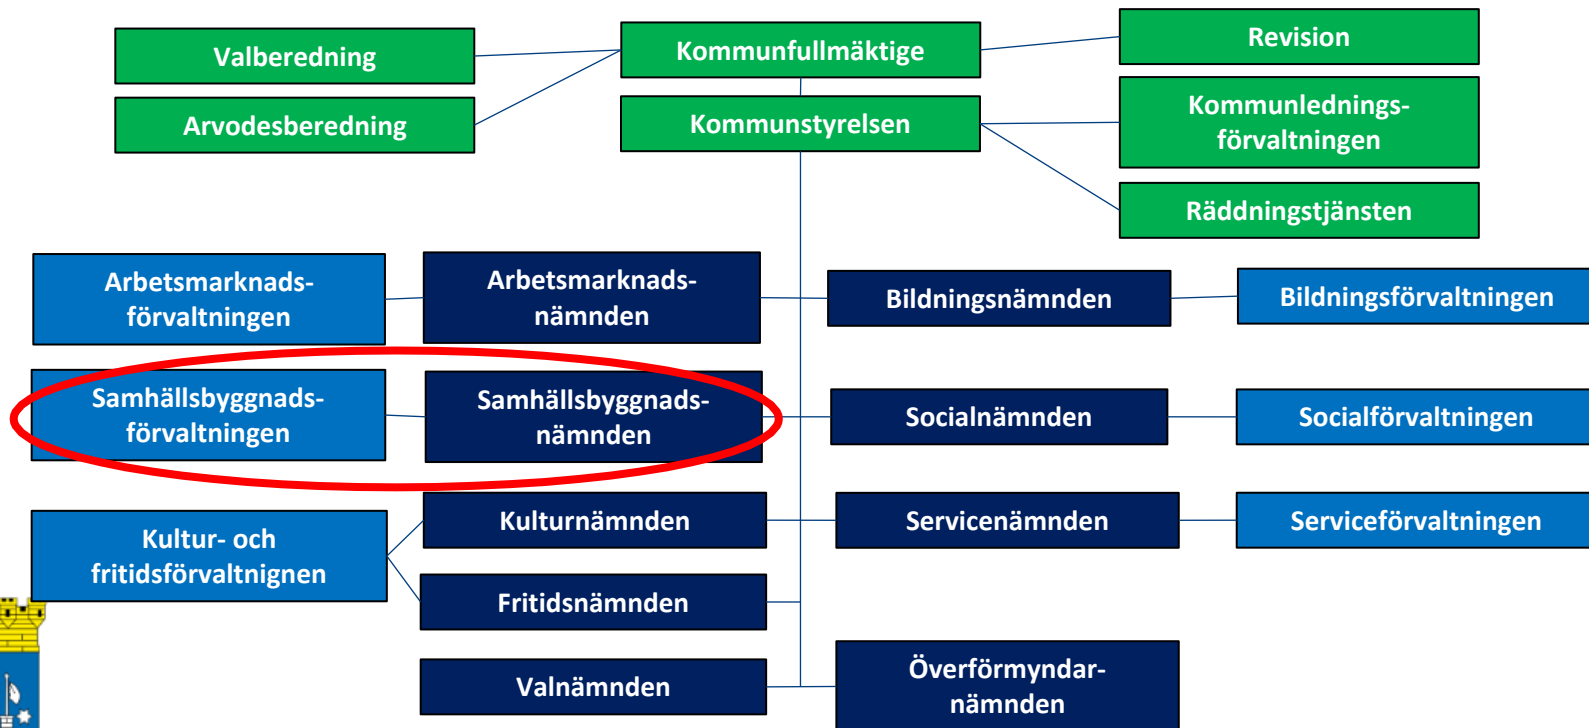 Valberedning
Kommunfullmäktige
Revision
Arvodesberedning
Kommunstyrelsen
Kommunlednings-
förvaltningen
Räddningstjänsten
Arbetsmarknads-
förvaltningen
Arbetsmarknads-
nämnden
Bildningsnämnden
Bildningsförvaltningen
Samhällsbyggnads-
förvaltningen
Samhällsbyggnads-
nämnden
Socialnämnden
Socialförvaltningen
Kultur- och
fritidsförvaltnignen
Kulturnämnden
Servicenämnden
Serviceförvaltningen
Fritidsnämnden
Valnämnden
Överförmyndar-
nämnden